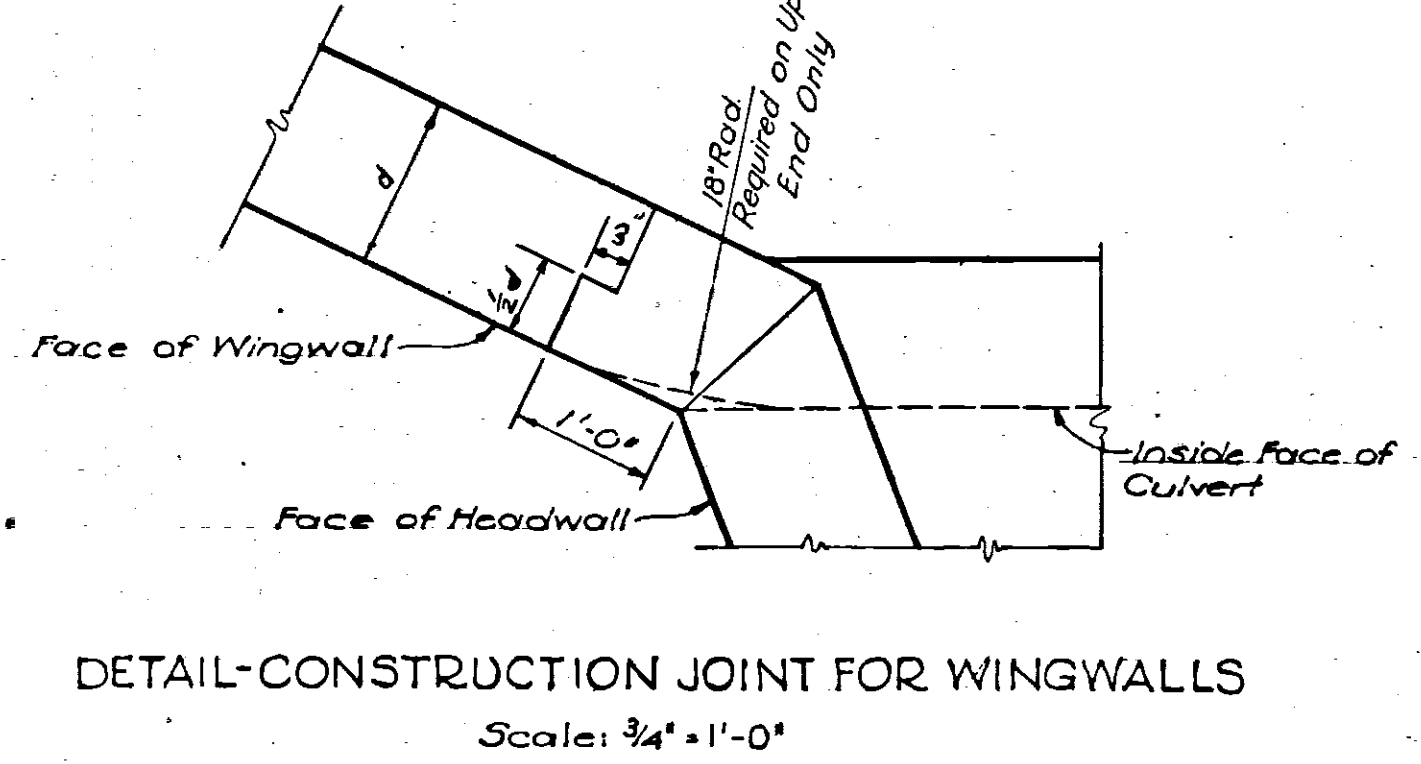 18" Rad.
Required on Up
End Only
d
3"
½d
Face of Wingwall
1'-0"
Inside Face of
Culvert
Face of Headwall
DETAIL-CONSTRUCTION JOINT FOR WINGWALLS
Scale: ¾" = 1'-0"